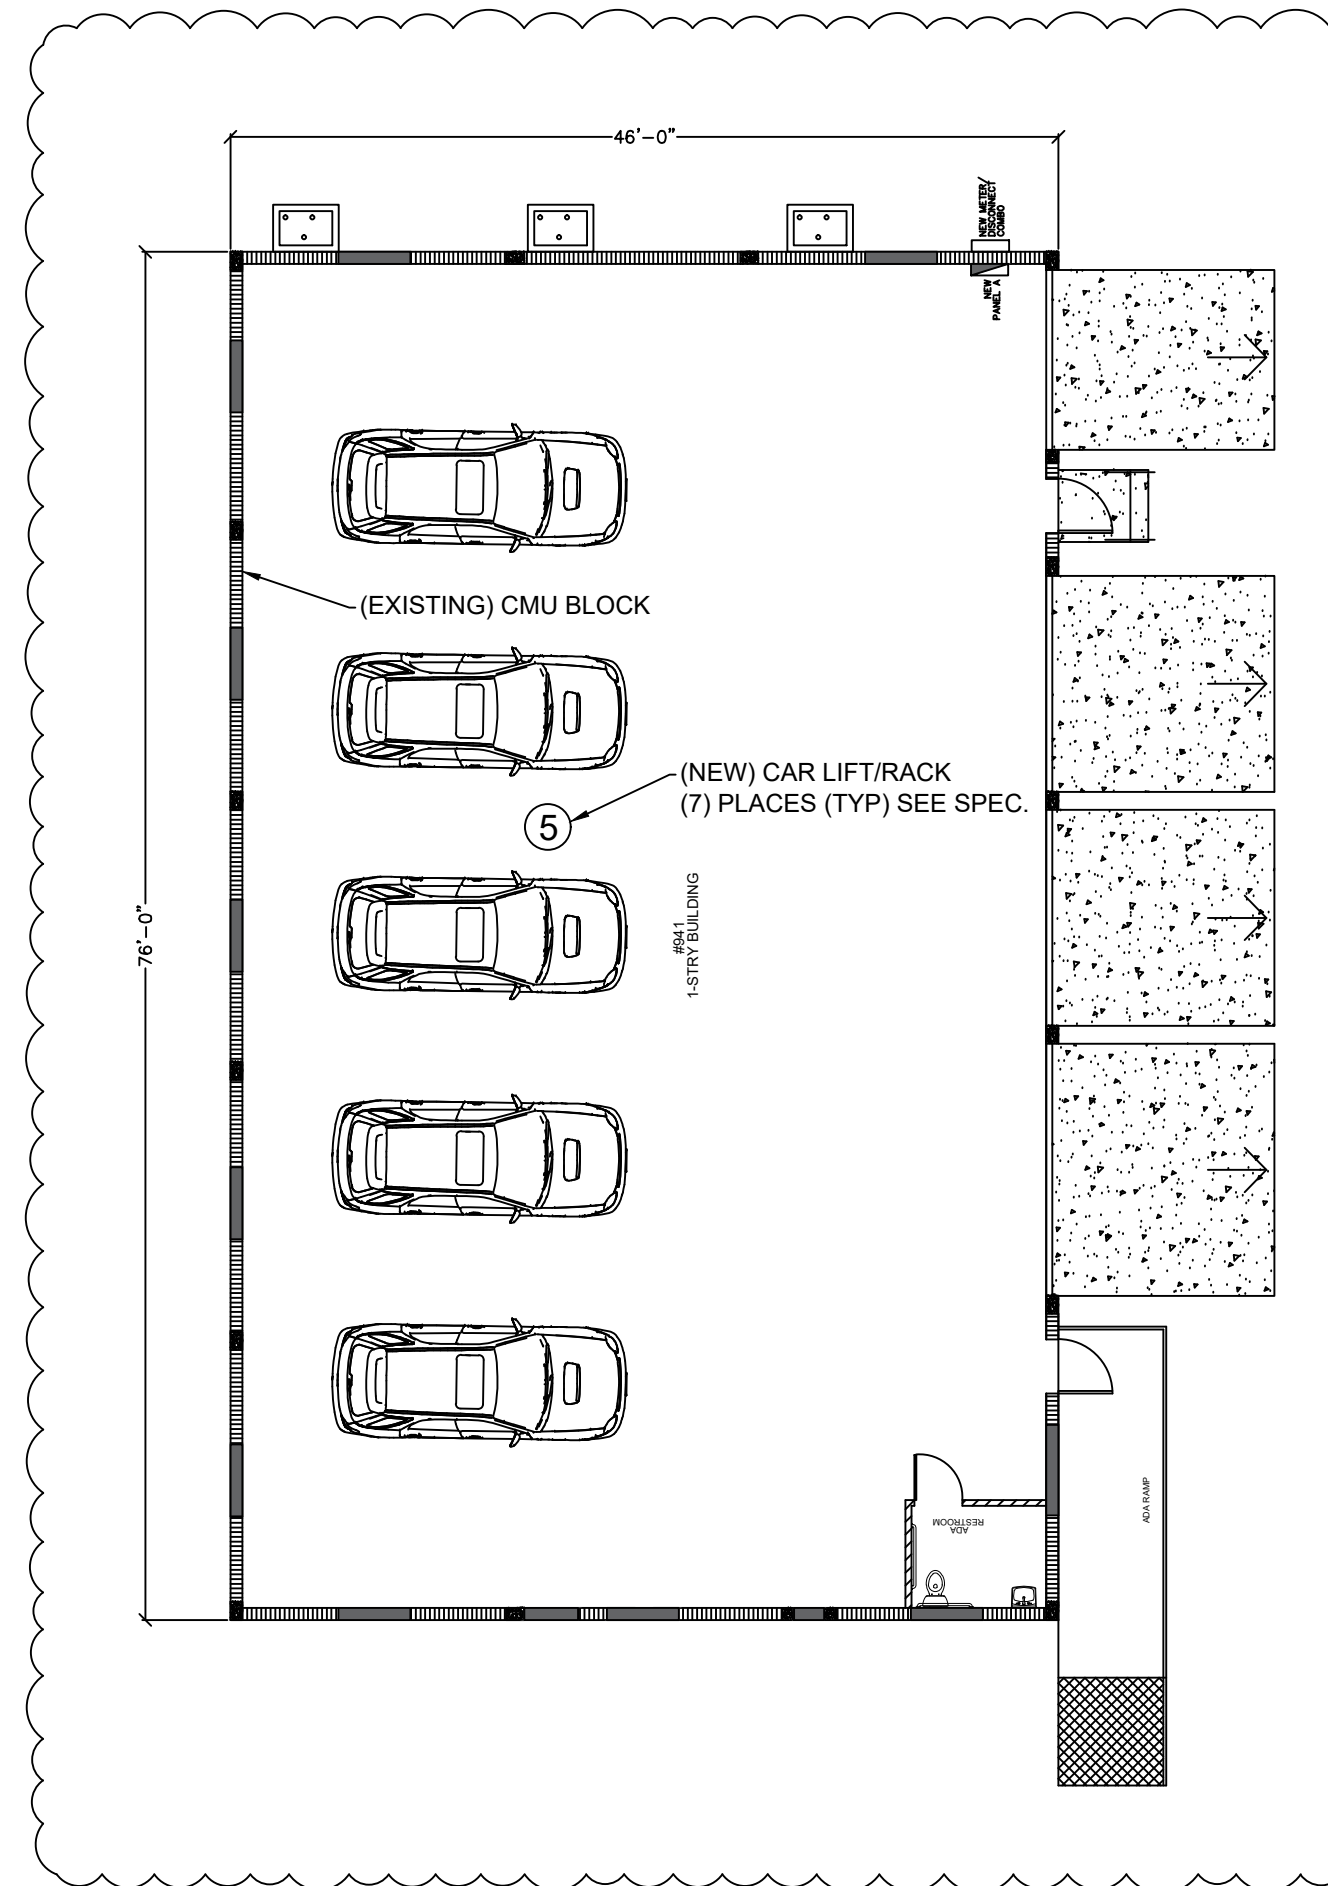 46'-0"
NEW METER/
DISCONNECT
COMBO
NEW
PANEL A
(EXISTING) CMU BLOCK
(NEW) CAR LIFT/RACK
(7) PLACES (TYP) SEE SPEC.
5
76'-0"
#941
1-STRY BUILDING
ADA RAMP
ADA
RESTROOM